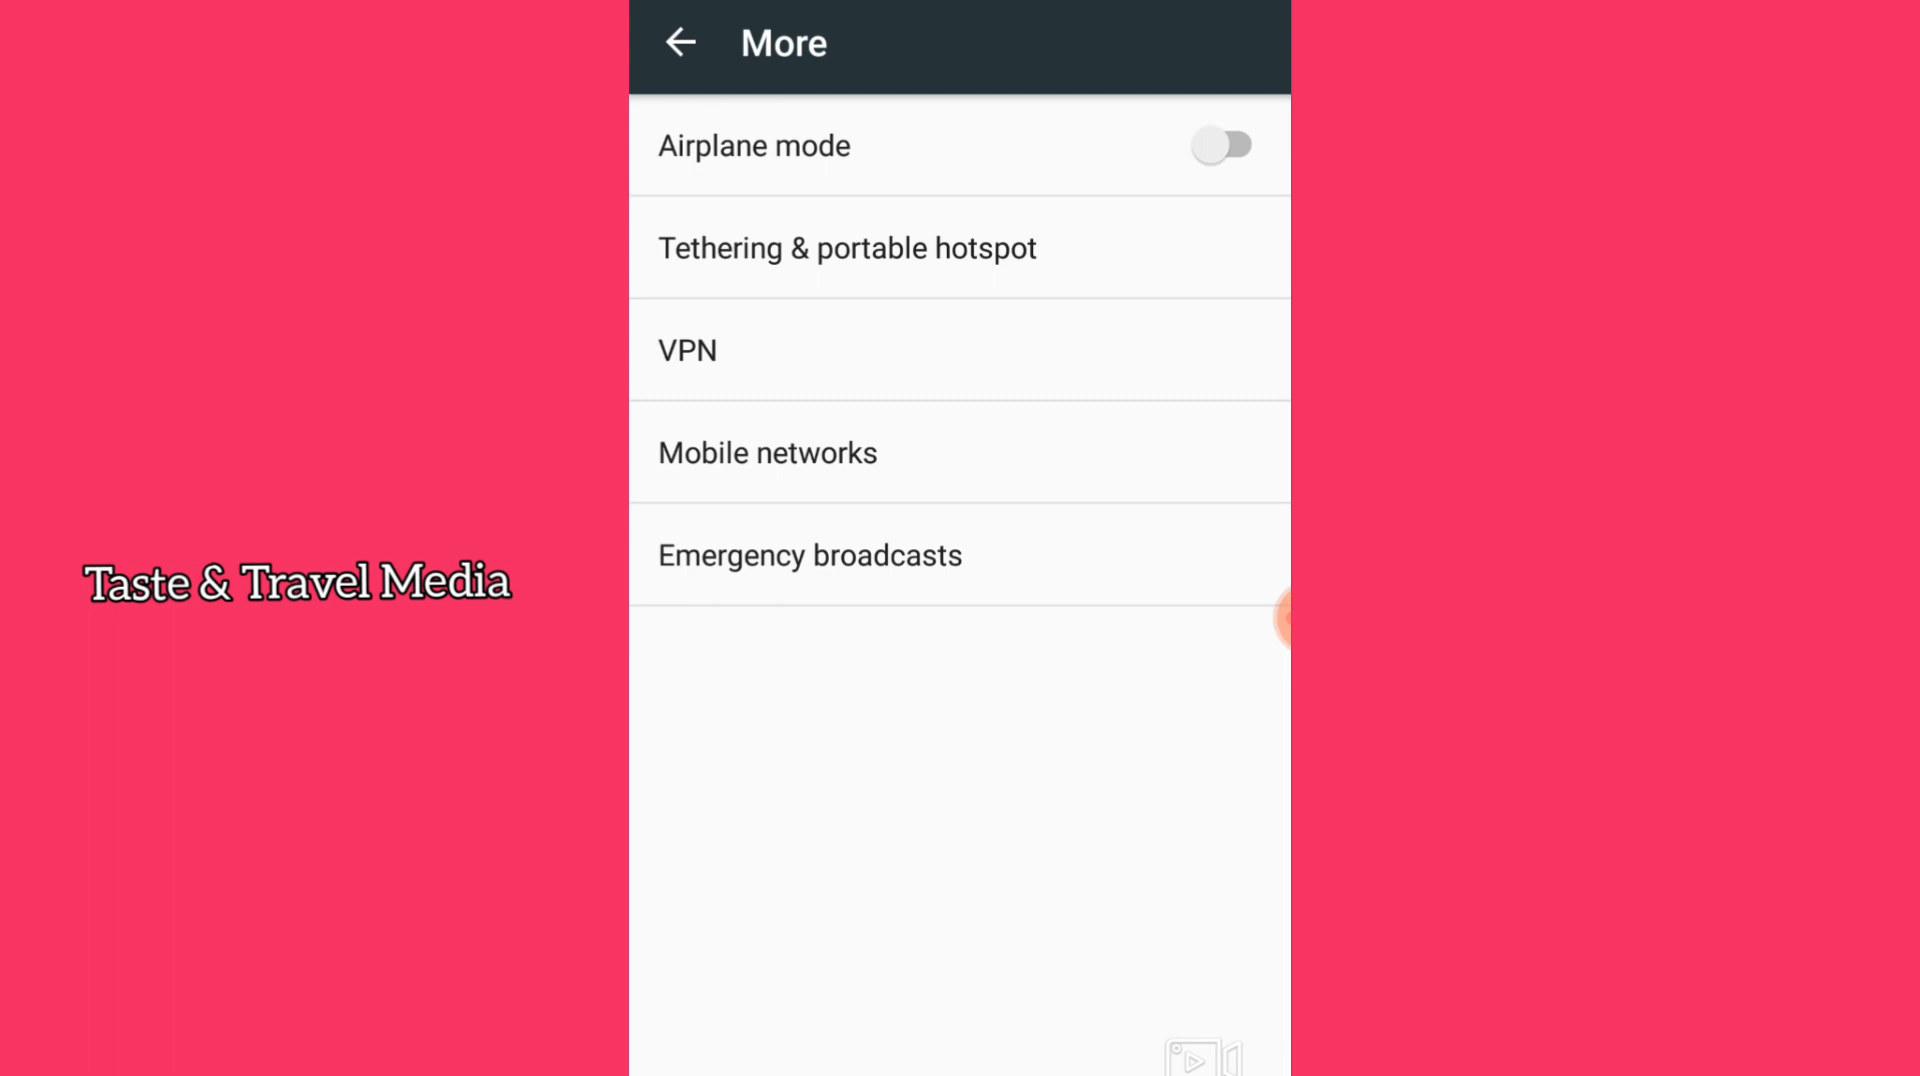 More
Airplane mode
Tethering & portable hotspot
VPN
Mobile networks
Emergency broadcasts
Taste & Travel Media